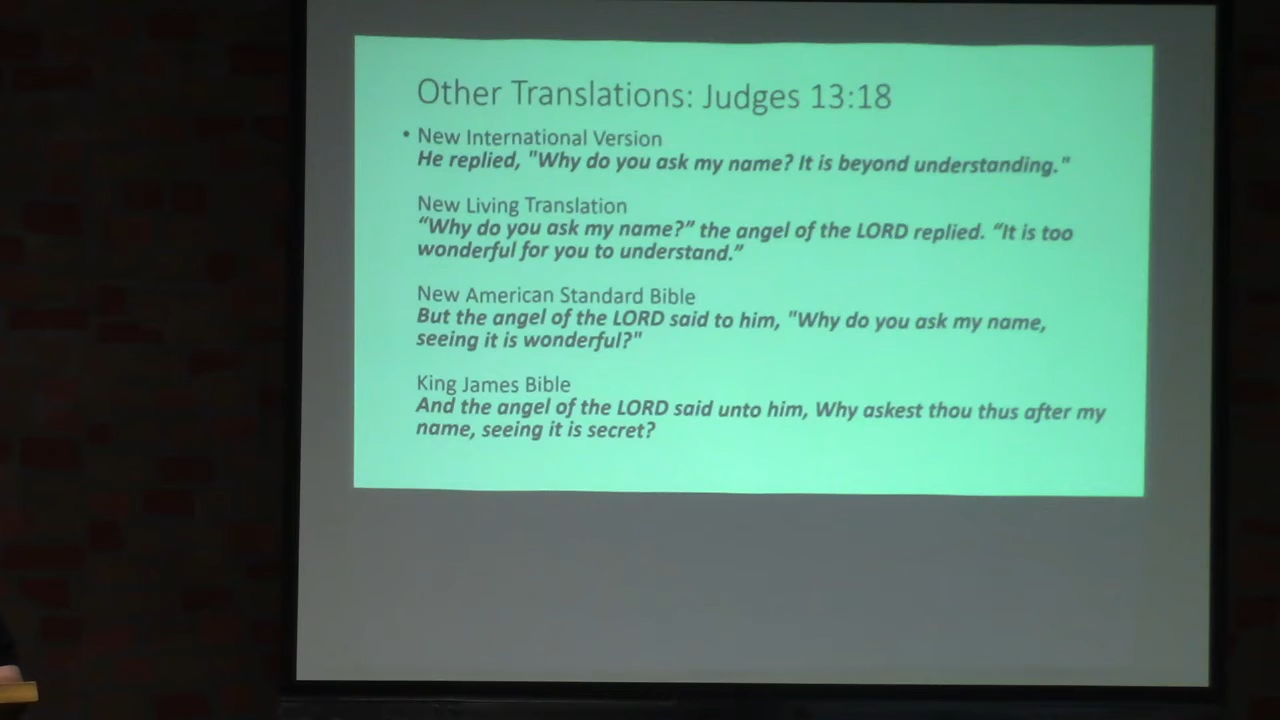 Other Translations: Judges 13:18
• New International Version
He replied, "Why do you ask my name? It is beyond understanding."
New Living Translation
“Why do you ask my name?” the angel of the LORD replied. “It is too
wonderful for you to understand.”
New American Standard Bible
But the angel of the LORD said to him, "Why do you ask my name,
seeing it is wonderful?"
King James Bible
And the angel of the LORD said unto him, Why askest thou thus after my
name, seeing it is secret?